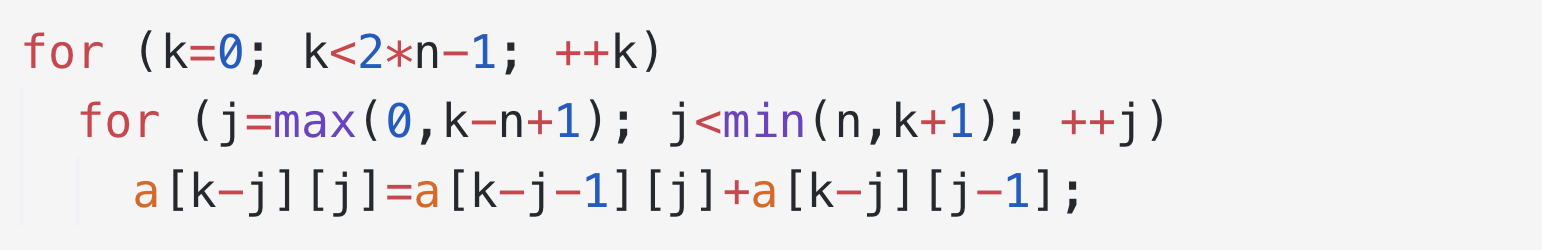 for (k=0; k<2*n-1; ++k)
  for (j=max(0,k-n+1); j<min(n,k+1); ++j)
    a[k-j][j]=a[k-j-1][j]+a[k-j][j-1];